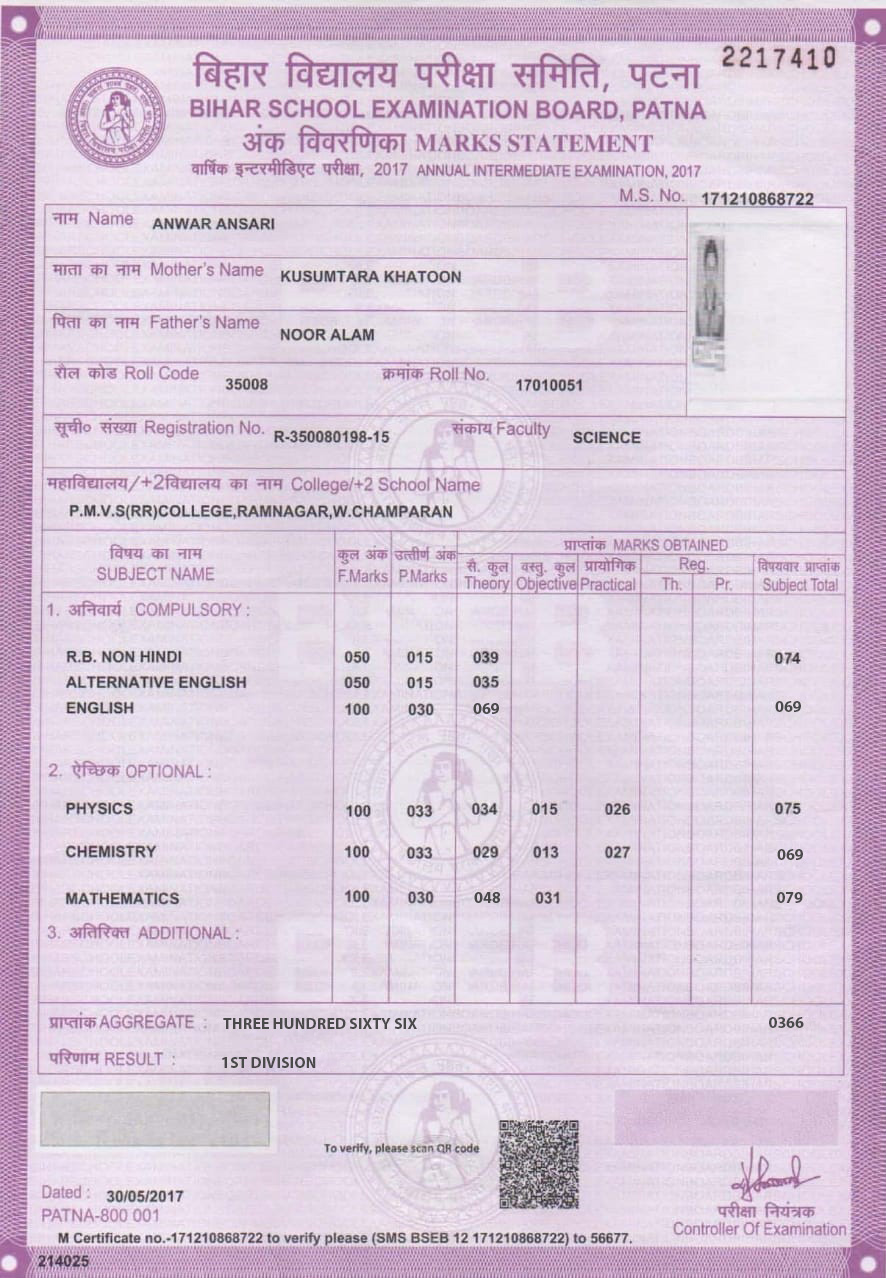 2217410
बिहार विद्यालय परीक्षा समिति, पटना
BIHAR SCHOOL EXAMINATION BOARD, PATNA
अंक विवरणिका MARKS STATEMENT
वार्षिक इन्टरमीडिएट परीक्षा, 2017 ANNUAL INTERMEDIATE EXAMINATION, 2017
M.S. No. 171210868722
नाम Name ANWAR ANSARI
माता का नाम Mother's Name KUSUMTARA KHATOON
पिता का नाम Father's Name NOOR ALAM
रौल कोड Roll Code 35008 क्रमांक Roll No. 17010051
सूची० संख्या Registration No. R-350080198-15 संकाय Faculty SCIENCE
महाविद्यालय/+2विद्यालय का नाम College/+2 School Name
P.M.V.S(RR)COLLEGE,RAMNAGAR,W.CHAMPARAN
विषय का नाम कुल अंक उत्तीर्ण अंक प्राप्तांक MARKS OBTAINED
SUBJECT NAME F.Marks P.Marks सै. कुल वस्तु. कुल प्रायोगिक Reg. विषयवार प्राप्तांक
Theory Objective Practical Th. Pr. Subject Total
1. अनिवार्य COMPULSORY :
R.B. NON HINDI 050 015 039 074
ALTERNATIVE ENGLISH 050 015 035
ENGLISH 100 030 069 069
2. ऐच्छिक OPTIONAL :
PHYSICS 100 033 034 015 026 075
CHEMISTRY 100 033 029 013 027 069
MATHEMATICS 100 030 048 031 079
3. अतिरिक्त ADDITIONAL :
प्राप्तांक AGGREGATE : THREE HUNDRED SIXTY SIX 0366
परिणाम RESULT : 1ST DIVISION
To verify, please scan QR code
Dated : 30/05/2017
PATNA-800 001
परीक्षा नियंत्रक
Controller Of Examination
M Certificate no.-171210868722 to verify please (SMS BSEB 12 171210868722) to 56677.
214025